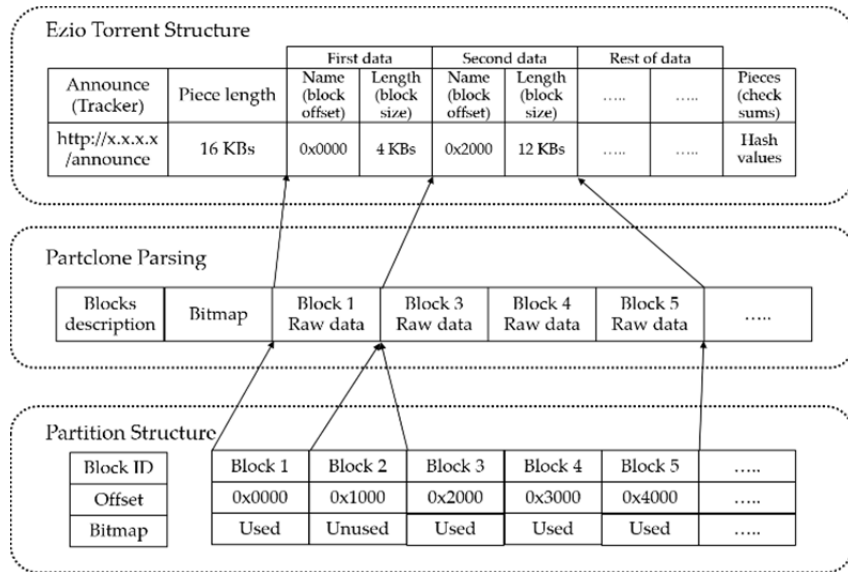 Ezio Torrent Structure
First data Second data Rest of data
Announce (Tracker) Piece length Name (block offset) Length (block size) Name (block offset) Length (block size) ..... ..... Pieces (check sums)
http://x.x.x.x/announce 16 KBs 0x0000 4 KBs 0x2000 12 KBs ..... ..... Hash values
Partclone Parsing
Blocks description Bitmap Block 1 Raw data Block 3 Raw data Block 4 Raw data Block 5 Raw data .....
Partition Structure
Block ID Block 1 Block 2 Block 3 Block 4 Block 5 .....
Offset 0x0000 0x1000 0x2000 0x3000 0x4000 .....
Bitmap Used Unused Used Used Used .....